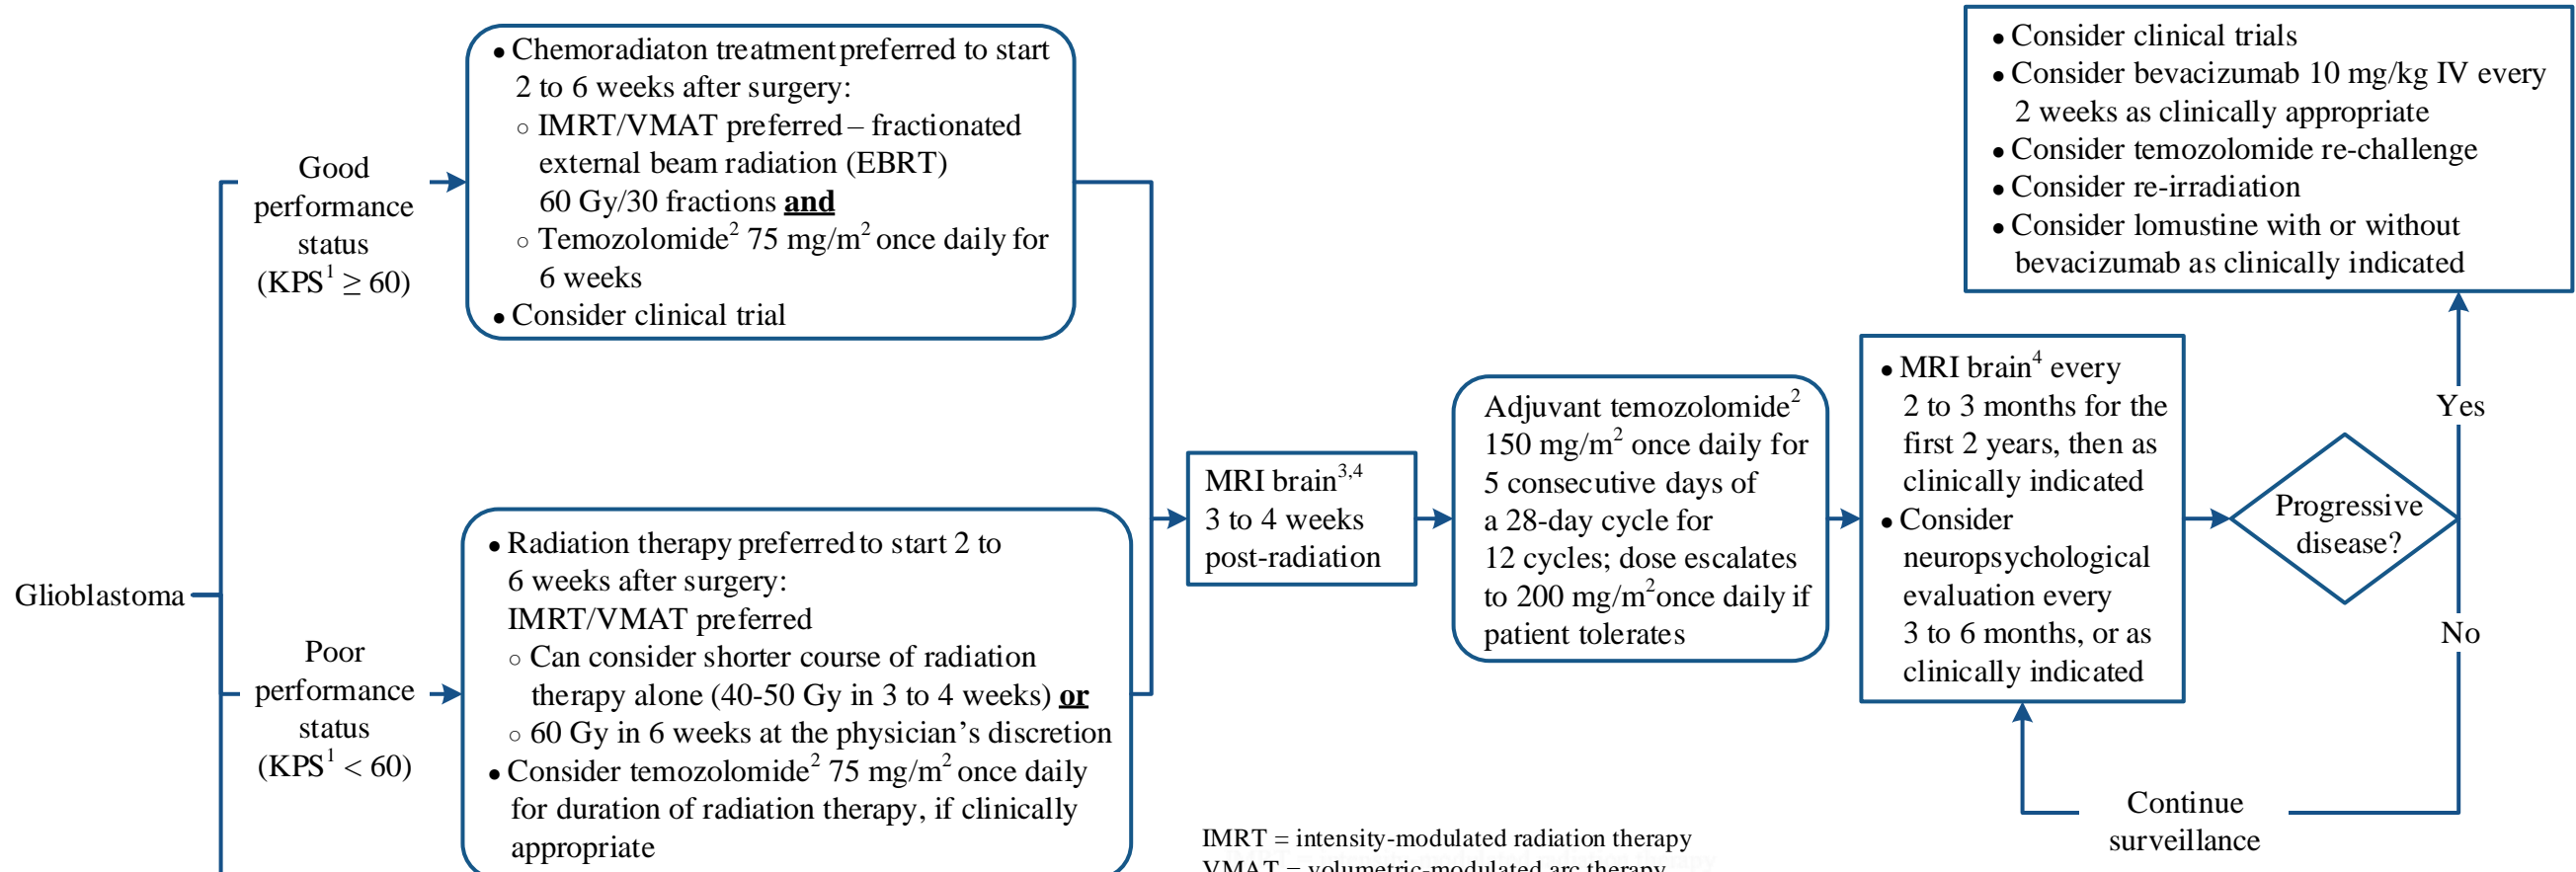 Glioblastoma
Good
performance
status
(KPS¹ ≥ 60)
• Chemoradiaton treatment preferred to start
2 to 6 weeks after surgery:
○ IMRT/VMAT preferred – fractionated
external beam radiation (EBRT)
60 Gy/30 fractions and
○ Temozolomide² 75 mg/m² once daily for
6 weeks
• Consider clinical trial
Poor
performance
status
(KPS¹ < 60)
• Radiation therapy preferred to start 2 to
6 weeks after surgery:
IMRT/VMAT preferred
○ Can consider shorter course of radiation
therapy alone (40-50 Gy in 3 to 4 weeks) or
○ 60 Gy in 6 weeks at the physician’s discretion
• Consider temozolomide² 75 mg/m² once daily
for duration of radiation therapy, if clinically
appropriate
MRI brain³,⁴
3 to 4 weeks
post-radiation
Adjuvant temozolomide²
150 mg/m² once daily for
5 consecutive days of
a 28-day cycle for
12 cycles; dose escalates
to 200 mg/m² once daily if
patient tolerates
• MRI brain⁴ every
2 to 3 months for the
first 2 years, then as
clinically indicated
• Consider
neuropsychological
evaluation every
3 to 6 months, or as
clinically indicated
Progressive
disease?
Yes
• Consider clinical trials
• Consider bevacizumab 10 mg/kg IV every
2 weeks as clinically appropriate
• Consider temozolomide re-challenge
• Consider re-irradiation
• Consider lomustine with or without
bevacizumab as clinically indicated
No
Continue
surveillance
IMRT = intensity-modulated radiation therapy
VMAT = volumetric-modulated arc therapy